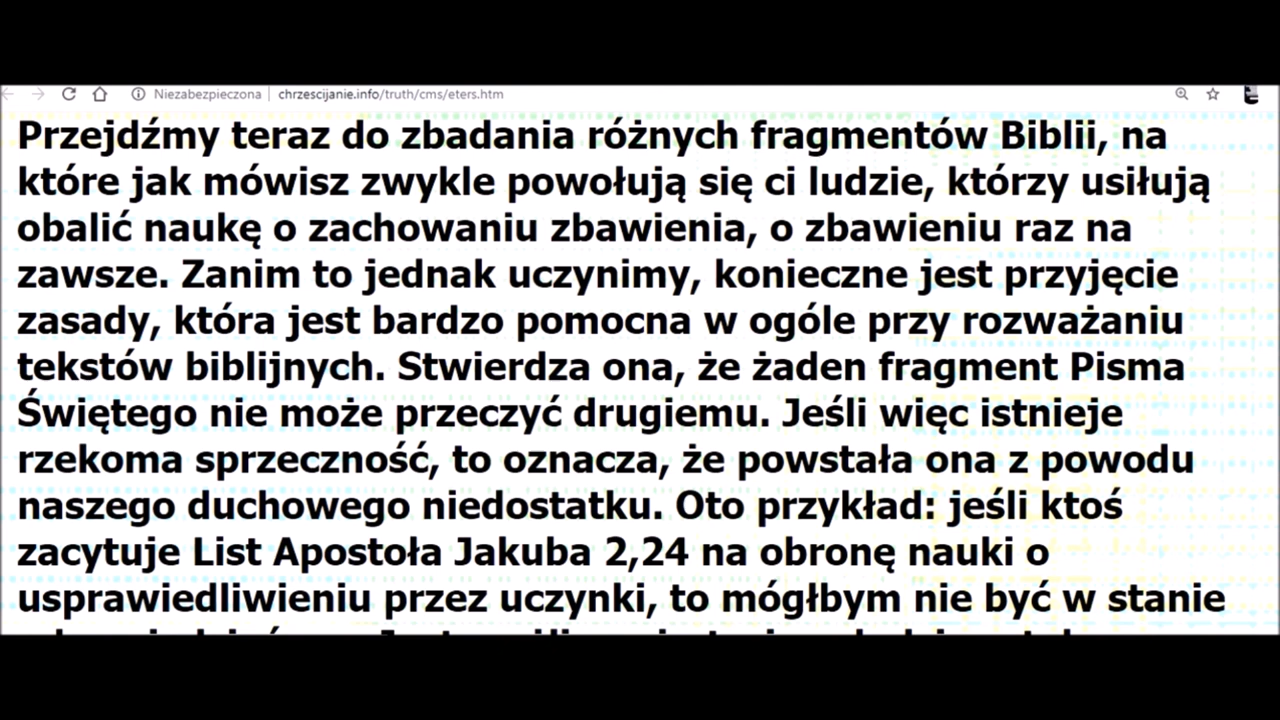 Niezabezpieczona | chrzescijanie.info/truth/cms/eters.htm
Przejdźmy teraz do zbadania różnych fragmentów Biblii, na
które jak mówisz zwykle powołują się ci ludzie, którzy usiłują
obalić naukę o zachowaniu zbawienia, o zbawieniu raz na
zawsze. Zanim to jednak uczynimy, konieczne jest przyjęcie
zasady, która jest bardzo pomocna w ogóle przy rozważaniu
tekstów biblijnych. Stwierdza ona, że żaden fragment Pisma
Świętego nie może przeczyć drugiemu. Jeśli więc istnieje
rzekoma sprzeczność, to oznacza, że powstała ona z powodu
naszego duchowego niedostatku. Oto przykład: jeśli ktoś
zacytuje List Apostoła Jakuba 2,24 na obronę nauki o
usprawiedliwieniu przez uczynki, to mógłbym nie być w stanie